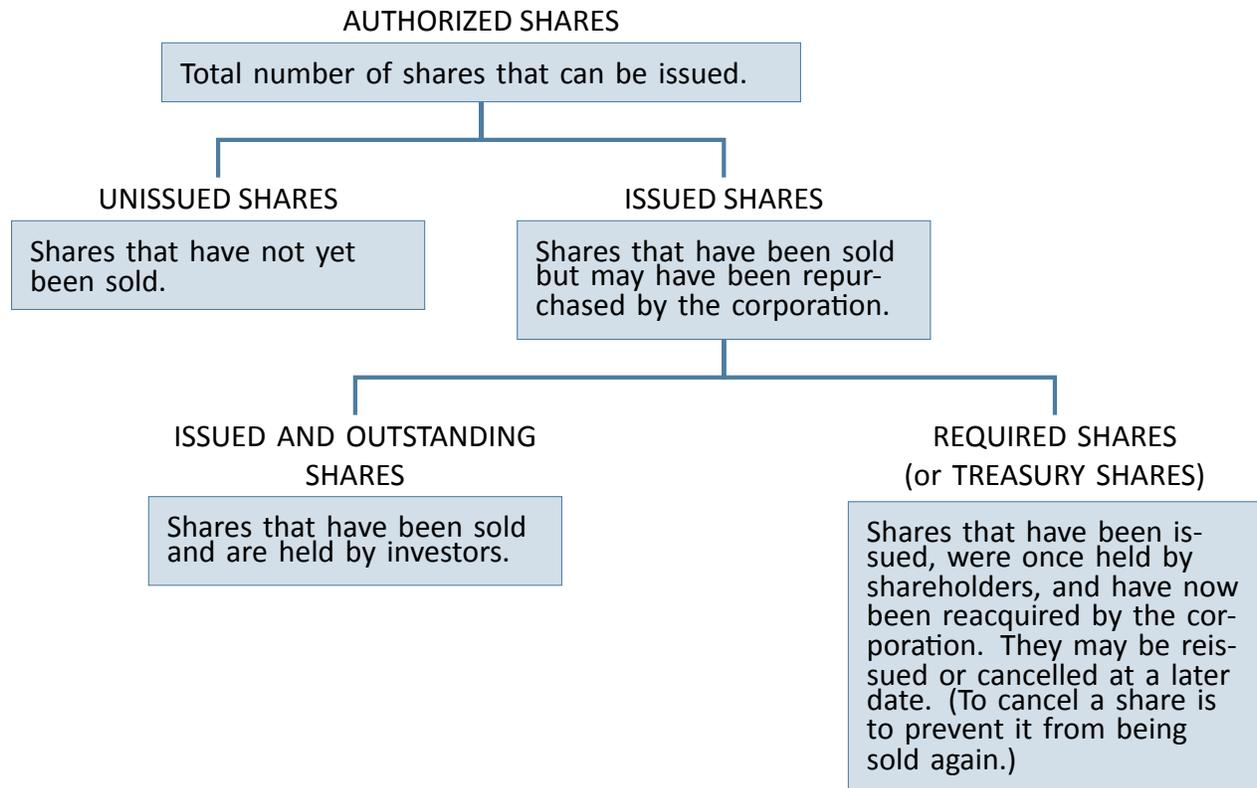 AUTHORIZED SHARES
Total number of shares that can be issued.
UNISSUED SHARES
Shares that have not yet
been sold.
ISSUED SHARES
Shares that have been sold
but may have been repur-
chased by the corporation.
ISSUED AND OUTSTANDING
SHARES
Shares that have been sold
and are held by investors.
REQUIRED SHARES
(or TREASURY SHARES)
Shares that have been is-
sued, were once held by
shareholders, and have now
been reacquired by the cor-
poration. They may be reis-
sued or cancelled at a later
date. (To cancel a share is
to prevent it from being
sold again.)